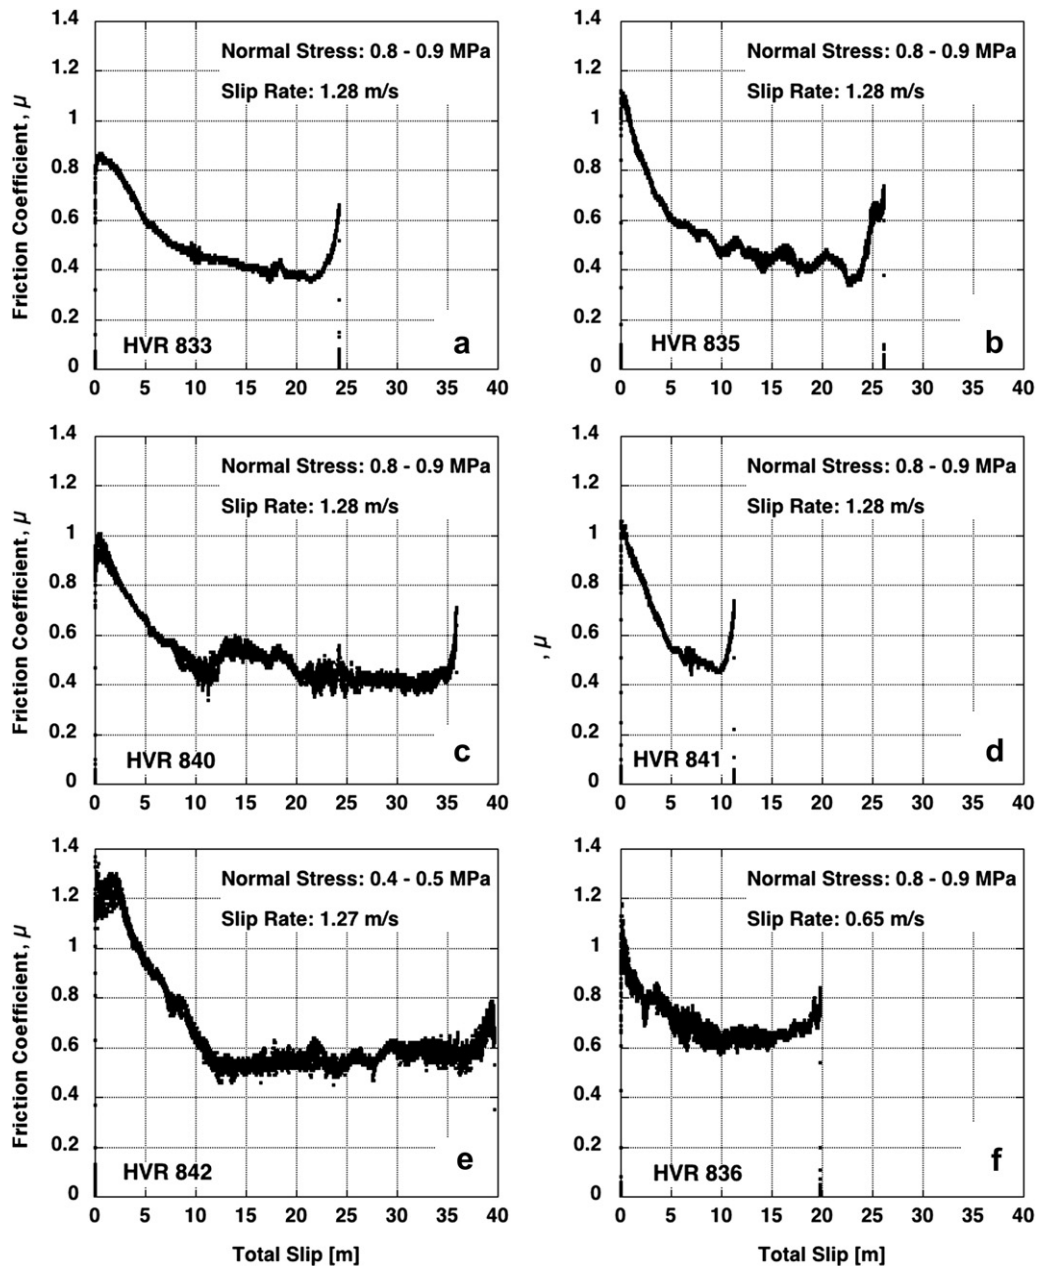 1.4
1.2
1
0.8
0.6
0.4
0.2
0
Friction Coefficient, μ
Normal Stress: 0.8 - 0.9 MPa
Slip Rate: 1.28 m/s
HVR 833
a
0 5 10 15 20 25 30 35 40
1.4
1.2
1
0.8
0.6
0.4
0.2
0
Normal Stress: 0.8 - 0.9 MPa
Slip Rate: 1.28 m/s
HVR 835
b
0 5 10 15 20 25 30 35 40
1.4
1.2
1
0.8
0.6
0.4
0.2
0
Friction Coefficient, μ
Normal Stress: 0.8 - 0.9 MPa
Slip Rate: 1.28 m/s
HVR 840
c
0 5 10 15 20 25 30 35 40
1.4
1.2
1
0.8
0.6
0.4
0.2
0
, μ
Normal Stress: 0.8 - 0.9 MPa
Slip Rate: 1.28 m/s
HVR 841
d
0 5 10 15 20 25 30 35 40
1.4
1.2
1
0.8
0.6
0.4
0.2
0
Friction Coefficient, μ
Normal Stress: 0.4 - 0.5 MPa
Slip Rate: 1.27 m/s
HVR 842
e
0 5 10 15 20 25 30 35 40
Total Slip [m]
1.4
1.2
1
0.8
0.6
0.4
0.2
0
Normal Stress: 0.8 - 0.9 MPa
Slip Rate: 0.65 m/s
HVR 836
f
0 5 10 15 20 25 30 35 40
Total Slip [m]